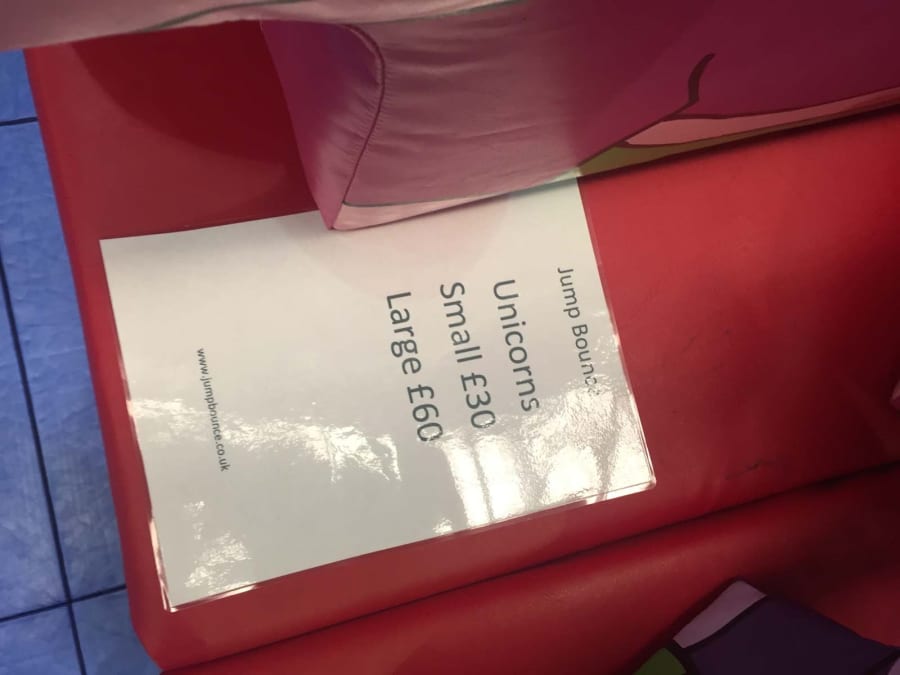 Jump Bounce
Unicorns
Small £30
Large £60
www.jumpbounce.co.uk